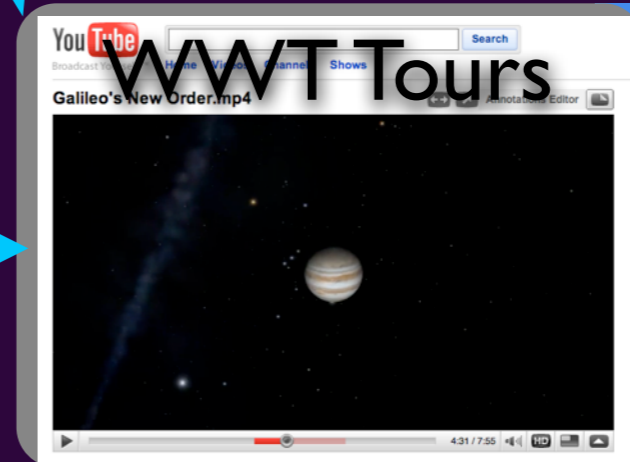 YouTube Search
WWT Tours
Broadcast Home Videos Channels Shows
Galileo's New Order.mp4 Annotations Editor
4:31 / 7:55 HD